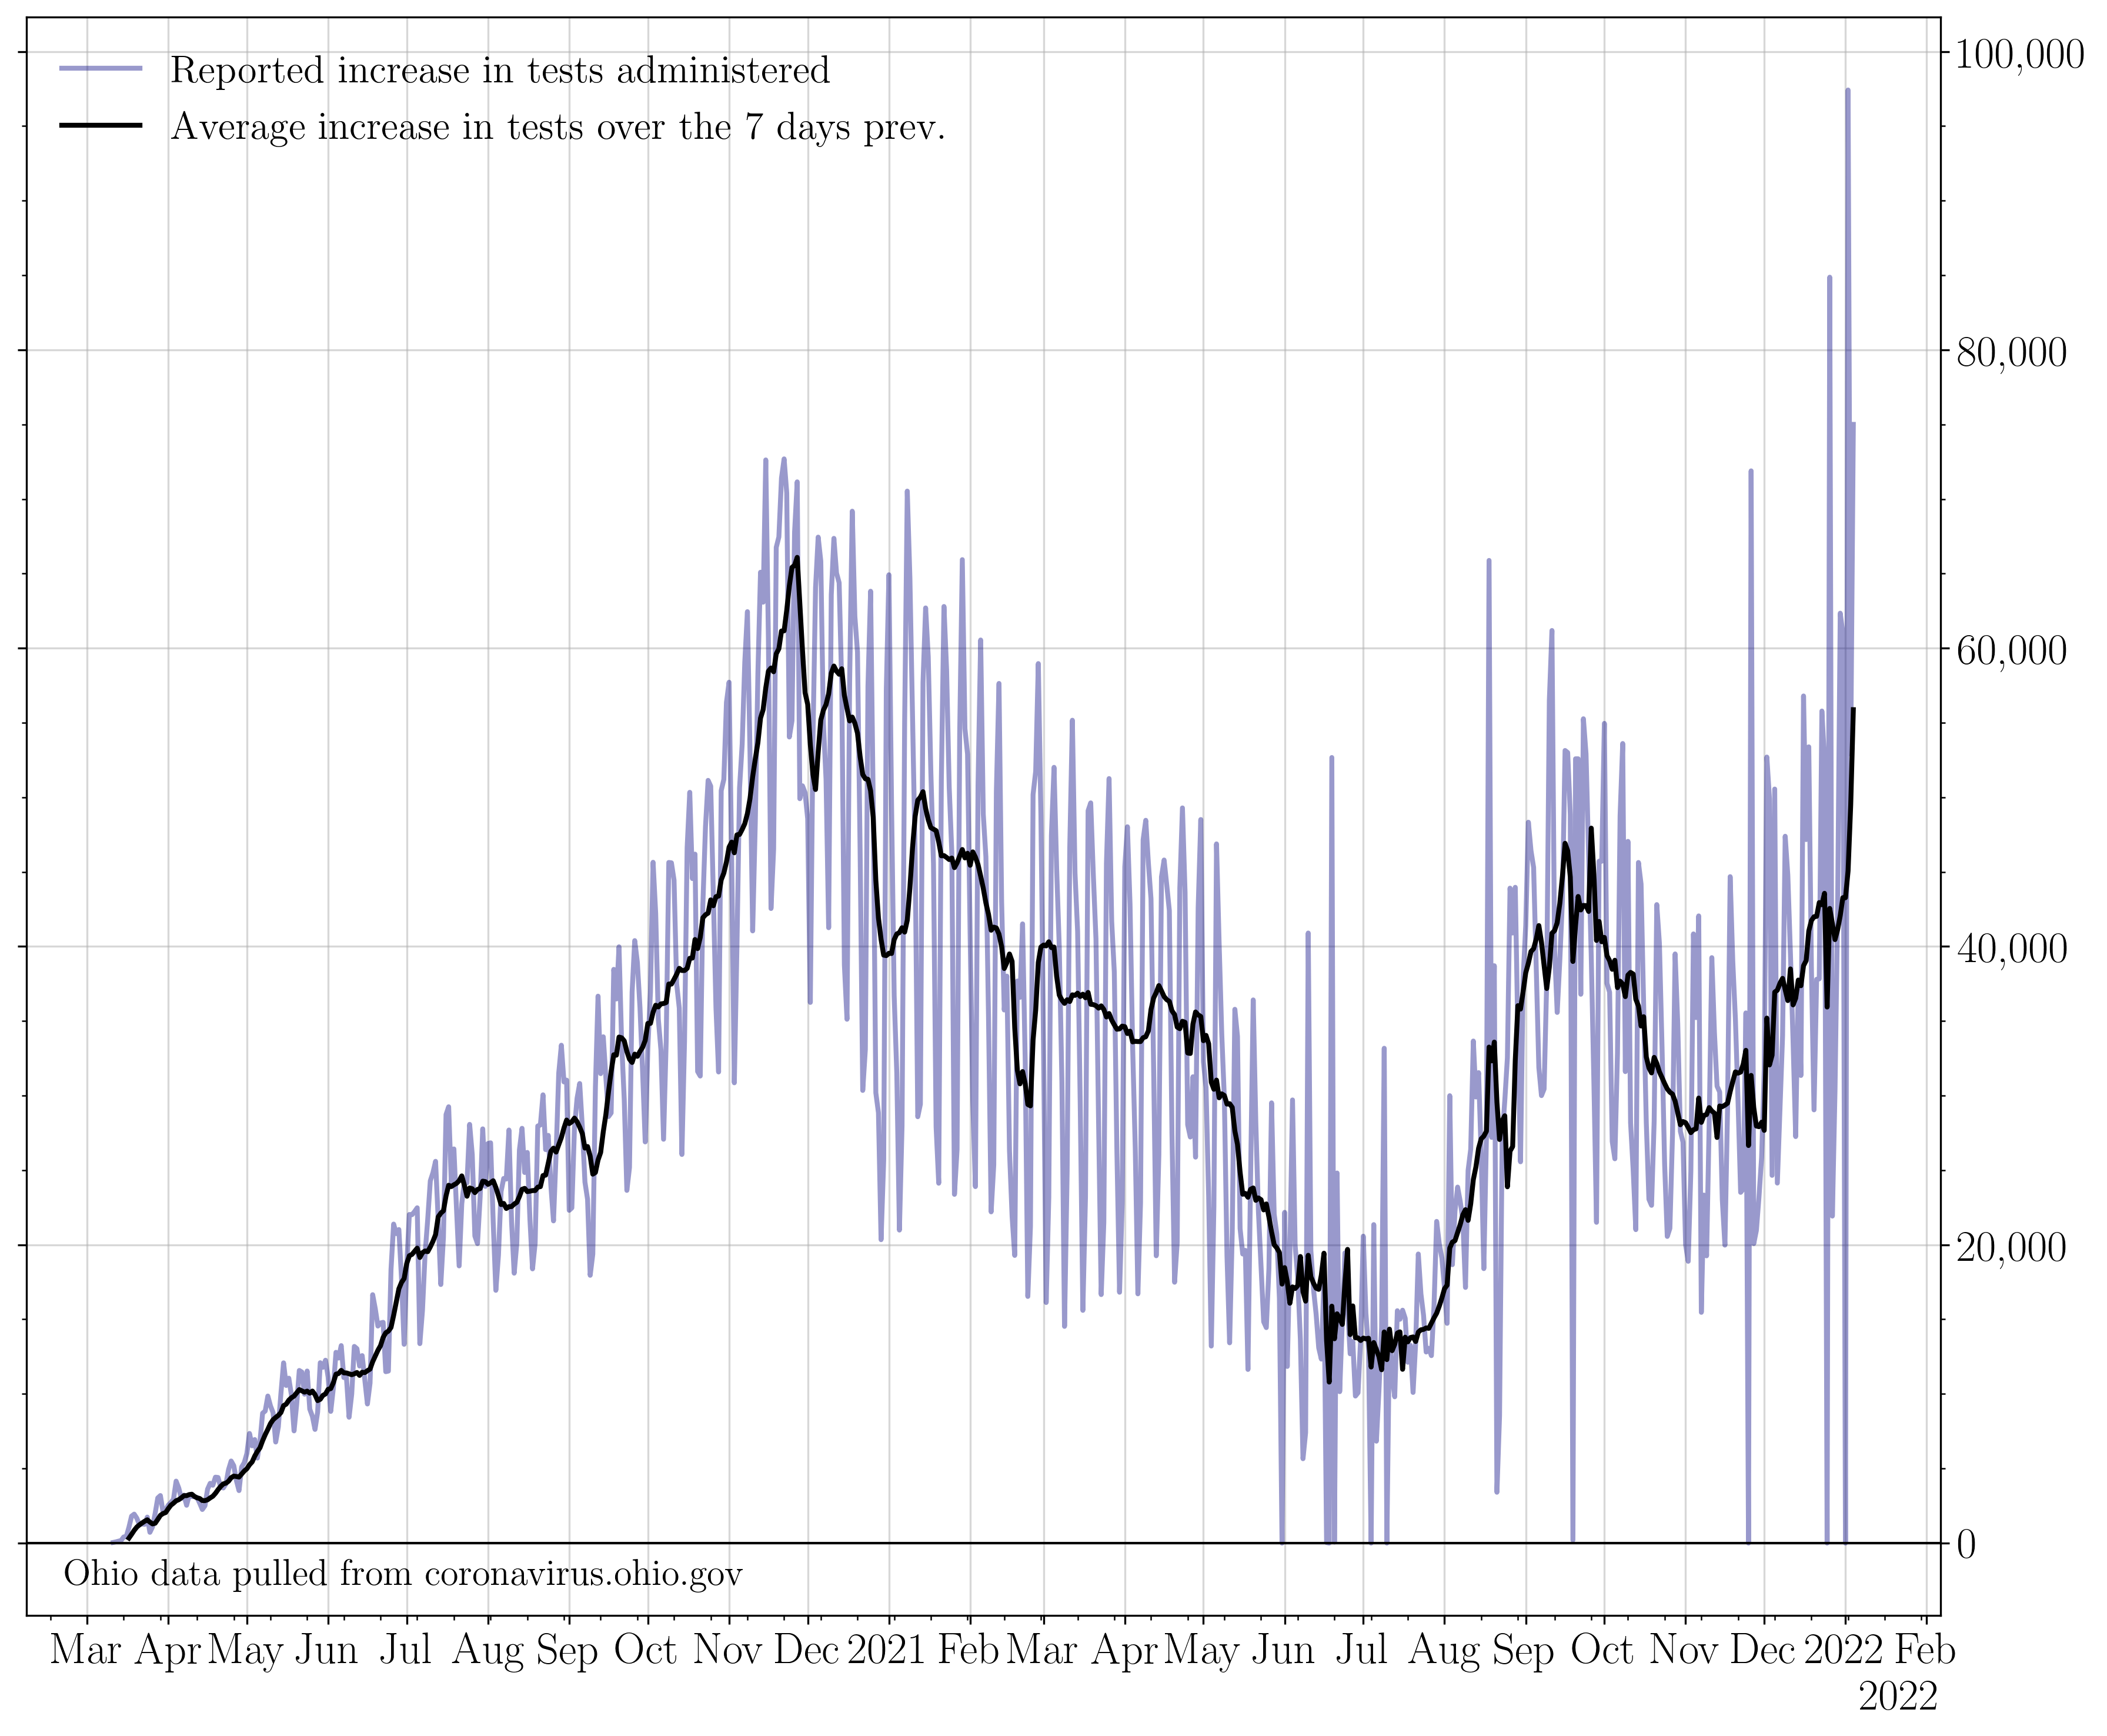 Reported increase in tests administered
Average increase in tests over the 7 days prev.
100,000
80,000
60,000
40,000
20,000
0
Ohio data pulled from coronavirus.ohio.gov
Mar Apr May Jun Jul Aug Sep Oct Nov Dec 2021 Feb Mar Apr May Jun Jul Aug Sep Oct Nov Dec 2022 Feb
2022